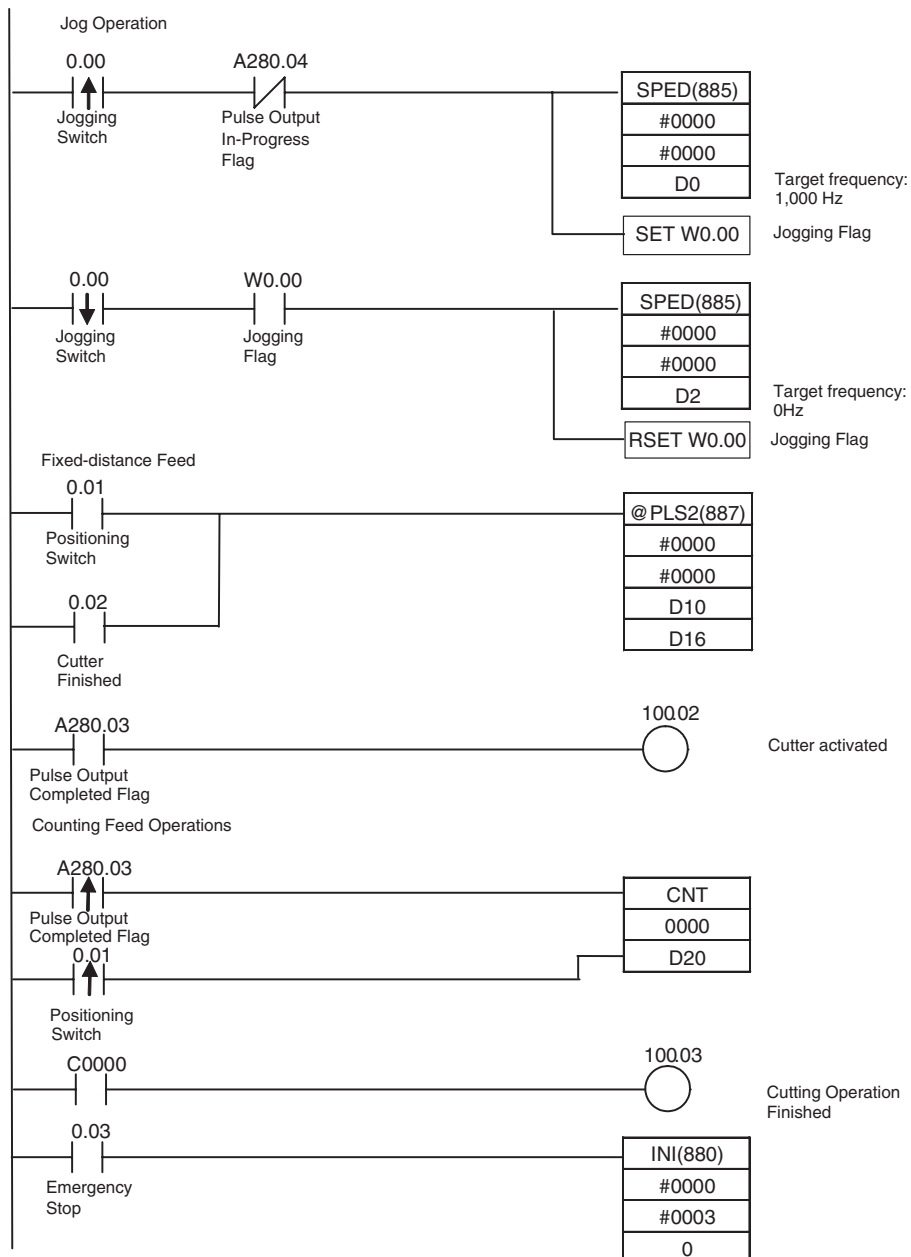 Jog Operation
0.00
A280.04
SPED(885)
#0000
#0000
D0
Jogging
Switch
Pulse Output
In-Progress
Flag
Target frequency:
1,000 Hz
SET W0.00
Jogging Flag
0.00
W0.00
SPED(885)
#0000
#0000
D2
Jogging
Switch
Jogging
Flag
Target frequency:
0Hz
RSET W0.00
Jogging Flag
Fixed-distance Feed
0.01
Positioning
Switch
@PLS2(887)
#0000
#0000
D10
D16
0.02
Cutter
Finished
A280.03
100.02
Cutter activated
Pulse Output
Completed Flag
Counting Feed Operations
A280.03
Pulse Output
Completed Flag
CNT
0000
D20
0.01
Positioning
Switch
C0000
100.03
Cutting Operation
Finished
0.03
Emergency
Stop
INI(880)
#0000
#0003
0